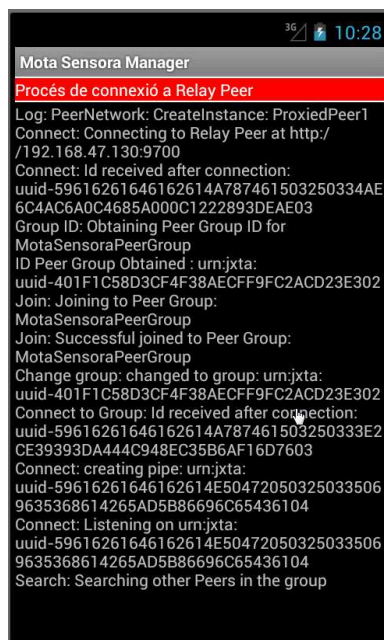 3G 10:28
Mota Sensora Manager
Procés de connexió a Relay Peer
Log: PeerNetwork: CreateInstance: ProxiedPeer1
Connect: Connecting to Relay Peer at http:/
/192.168.47.130:9700
Connect: Id received after connection:
uuid-59616261646162614A787461503250334AE
6C4AC6A0C4685A000C1222893DEAE03
Group ID: Obtaining Peer Group ID for
MotaSensoraPeerGroup
ID Peer Group Obtained : urn:jxta:
uuid-401F1C58D3CF4F38AECFF9FC2ACD23E302
Join: Joining to Peer Group:
MotaSensoraPeerGroup
Join: Successful joined to Peer Group:
MotaSensoraPeerGroup
Change group: changed to group: urn:jxta:
uuid-401F1C58D3CF4F38AECFF9FC2ACD23E302
Connect to Group: Id received after connection:
uuid-59616261646162614A787461503250333E2
CE39393DA444C948EC35B6AF16D7603
Connect: creating pipe: urn:jxta:
uuid-59616261646162614E50472050325033506
9635368614265AD5B86696C65436104
Connect: Listening on urn:jxta:
uuid-59616261646162614E50472050325033506
9635368614265AD5B86696C65436104
Search: Searching other Peers in the group